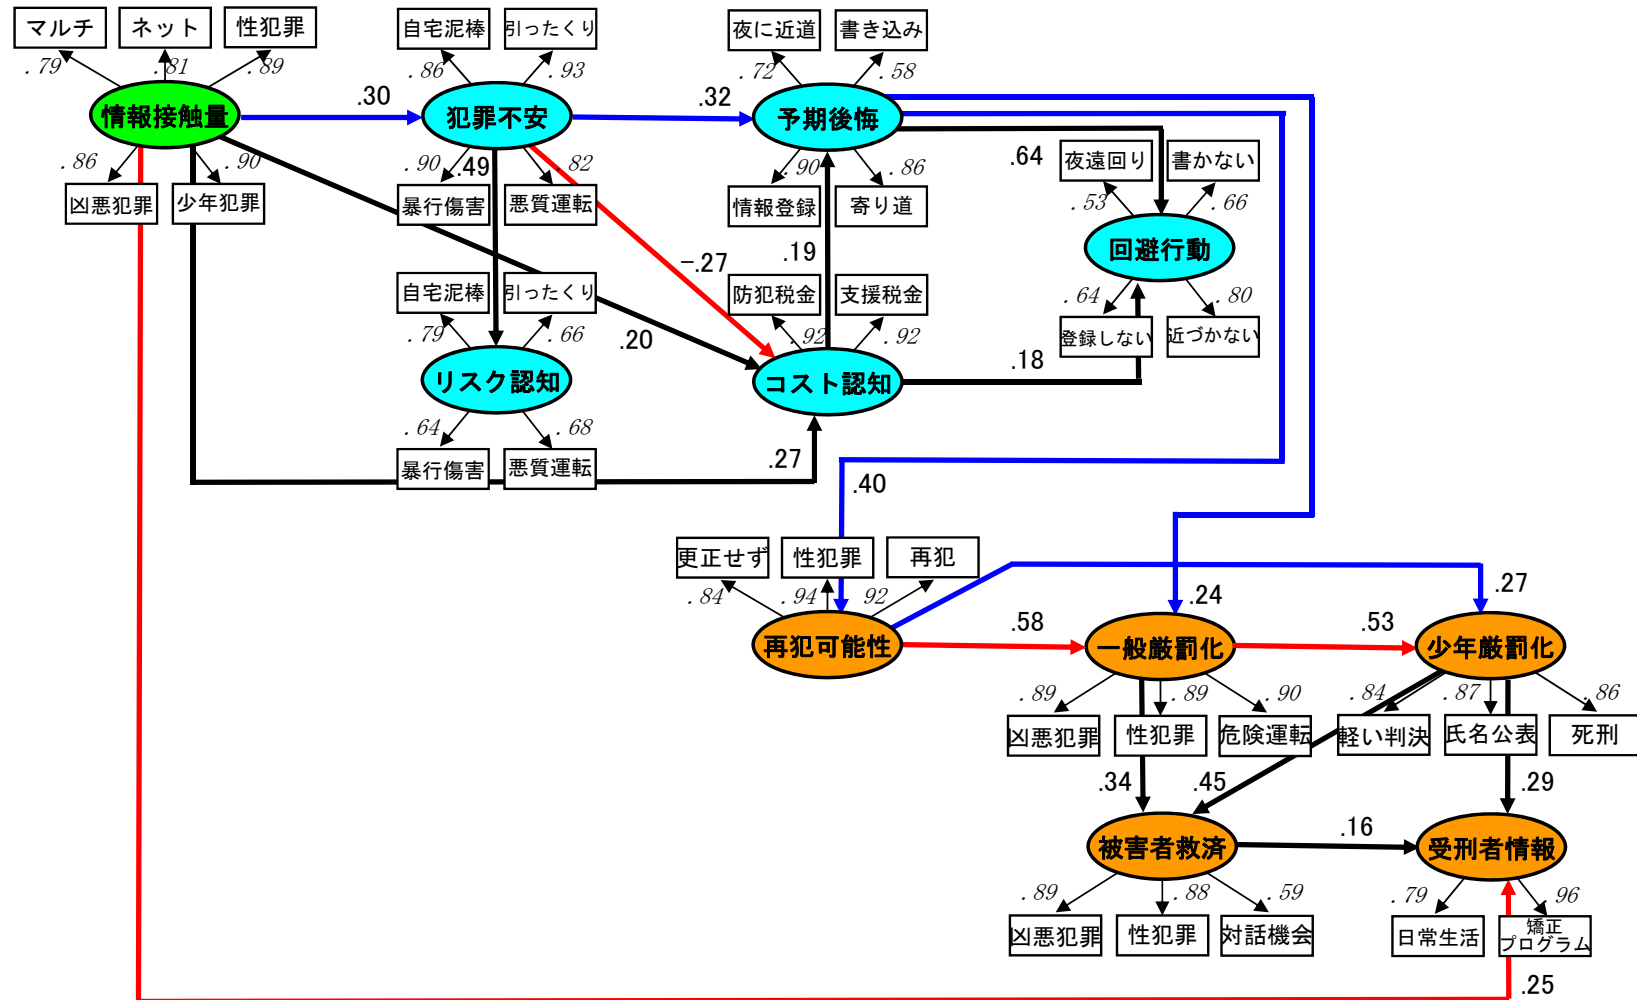 マルチ
ネット
性犯罪
自宅泥棒
引ったくり
夜に近道
書き込み
.79
.81
.89
.86
.93
.72
.58
情報接触量
.30
犯罪不安
.32
予期後悔
.86
.90
.90
.49
.82
.90
.86
.64
夜遠回り
書かない
凶悪犯罪
少年犯罪
暴行傷害
悪質運転
情報登録
寄り道
.53
.66
回避行動
-.27
.19
自宅泥棒
引ったくり
防犯税金
支援税金
.64
.80
.79
.66
.20
.92
.92
登録しない
近づかない
リスク認知
コスト認知
.18
.64
.68
暴行傷害
悪質運転
.27
.40
更正せず
性犯罪
再犯
.84
.94
92
.24
.27
再犯可能性
.58
一般厳罰化
.53
少年厳罰化
.89
.89
.90
.84
.87
.86
凶悪犯罪
性犯罪
危険運転
軽い判決
氏名公表
死刑
.34
.45
.29
被害者救済
.16
受刑者情報
.89
.88
.59
.79
.96
凶悪犯罪
性犯罪
対話機会
日常生活
矯正
プログラム
.25